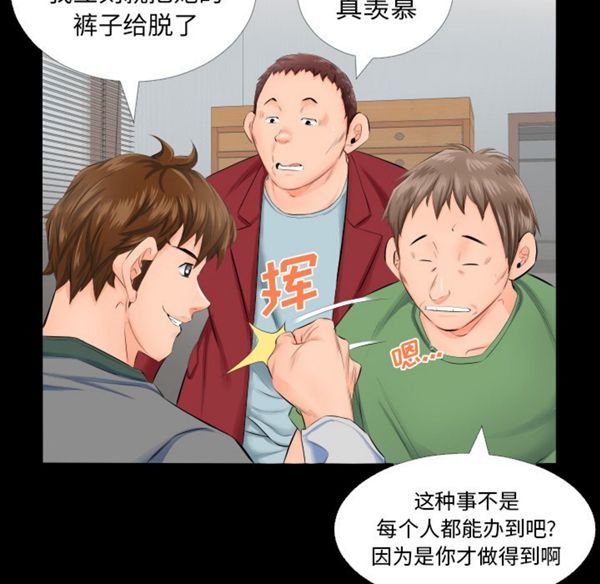 裤子给脱了
真羡慕
挥
嗯...
这种事不是
每个人都能办到吧?
因为是你才做得到啊